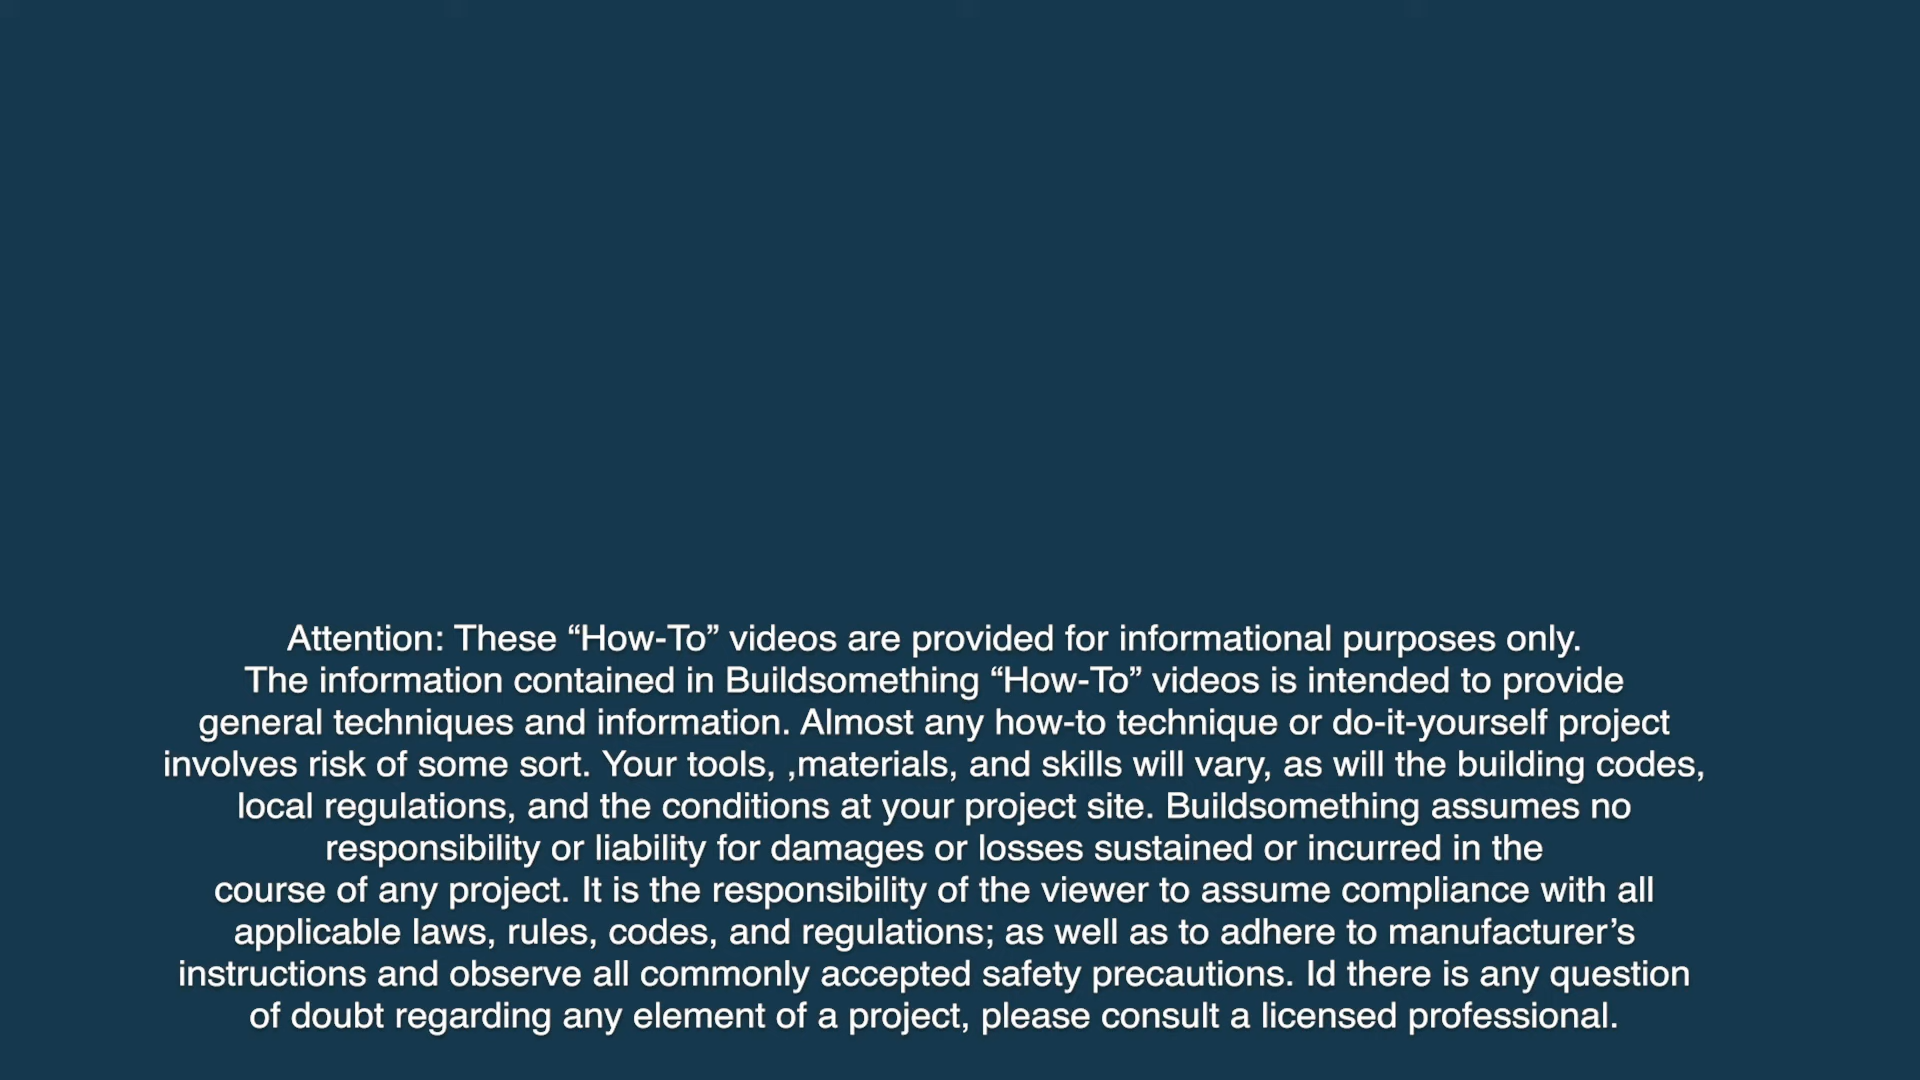 Attention: These “How-To” videos are provided for informational purposes only.
The information contained in Buildsomething “How-To” videos is intended to provide
general techniques and information. Almost any how-to technique or do-it-yourself project
involves risk of some sort. Your tools, ,materials, and skills will vary, as will the building codes,
local regulations, and the conditions at your project site. Buildsomething assumes no
responsibility or liability for damages or losses sustained or incurred in the
course of any project. It is the responsibility of the viewer to assume compliance with all
applicable laws, rules, codes, and regulations; as well as to adhere to manufacturer’s
instructions and observe all commonly accepted safety precautions. Id there is any question
of doubt regarding any element of a project, please consult a licensed professional.